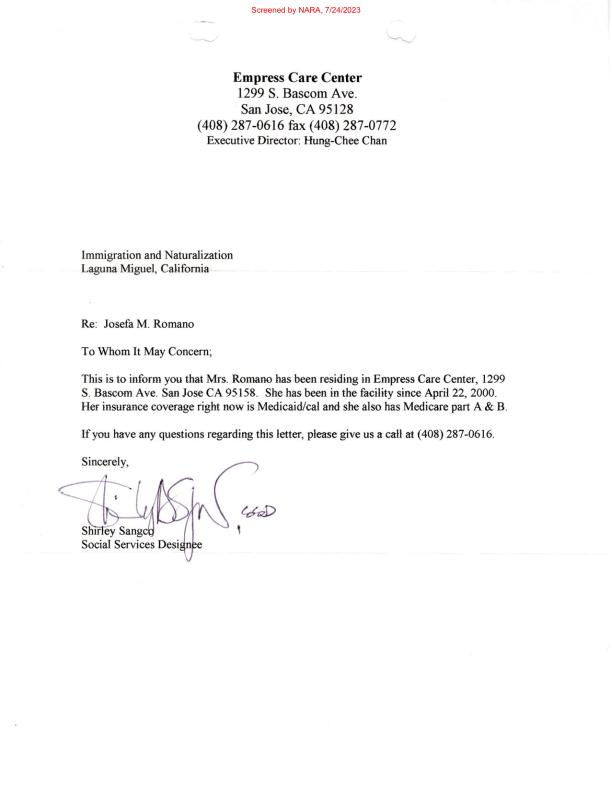 Screened by NARA, 7/24/2023
Empress Care Center
1299 S. Bascom Ave.
San Jose, CA 95128
(408) 287-0616 fax (408) 287-0772
Executive Director: Hung-Chee Chan
Immigration and Naturalization
Laguna Miguel, California
Re: Josefa M. Romano
To Whom It May Concern;
This is to inform you that Mrs. Romano has been residing in Empress Care Center, 1299
S. Bascom Ave. San Jose CA 95158. She has been in the facility since April 22, 2000.
Her insurance coverage right now is Medicaid/cal and she also has Medicare part A & B.
If you have any questions regarding this letter, please give us a call at (408) 287-0616.
Sincerely,
Shirley Sangco
Social Services Designee